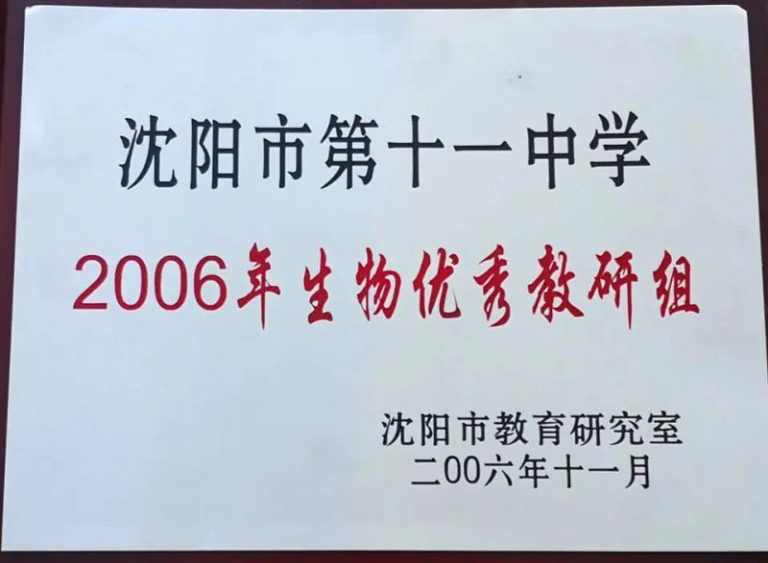 沈阳市第十一中学
2006年生物优秀教研组
沈阳市教育研究室
二00六年十一月